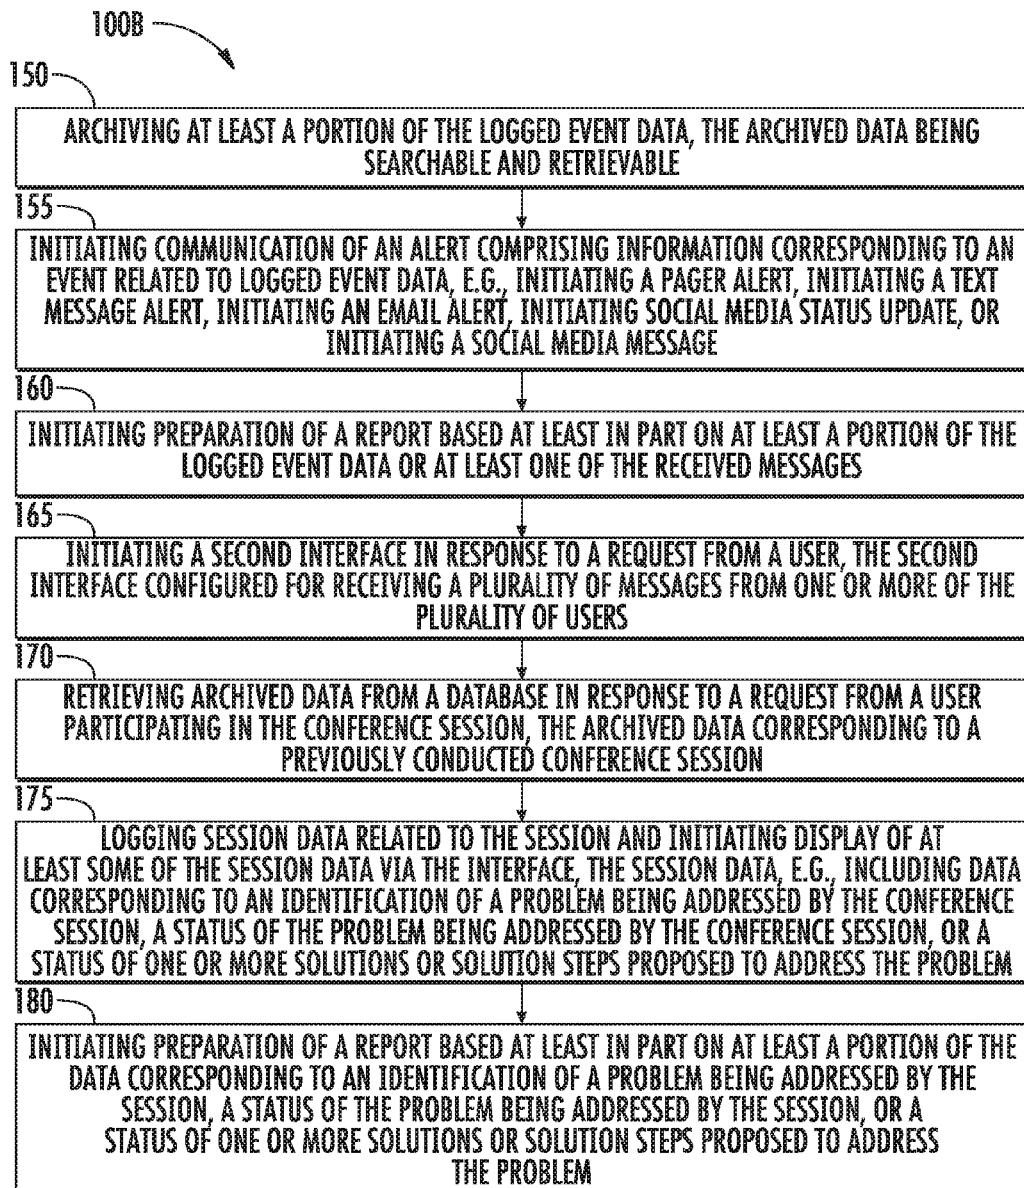 100B
150
ARCHIVING AT LEAST A PORTION OF THE LOGGED EVENT DATA, THE ARCHIVED DATA BEING
SEARCHABLE AND RETRIEVABLE
155
INITIATING COMMUNICATION OF AN ALERT COMPRISING INFORMATION CORRESPONDING TO AN
EVENT RELATED TO LOGGED EVENT DATA, E.G., INITIATING A PAGER ALERT, INITIATING A TEXT
MESSAGE ALERT, INITIATING AN EMAIL ALERT, INITIATING SOCIAL MEDIA STATUS UPDATE, OR
INITIATING A SOCIAL MEDIA MESSAGE
160
INITIATING PREPARATION OF A REPORT BASED AT LEAST IN PART ON AT LEAST A PORTION OF THE
LOGGED EVENT DATA OR AT LEAST ONE OF THE RECEIVED MESSAGES
165
INITIATING A SECOND INTERFACE IN RESPONSE TO A REQUEST FROM A USER, THE SECOND
INTERFACE CONFIGURED FOR RECEIVING A PLURALITY OF MESSAGES FROM ONE OR MORE OF THE
PLURALITY OF USERS
170
RETRIEVING ARCHIVED DATA FROM A DATABASE IN RESPONSE TO A REQUEST FROM A USER
PARTICIPATING IN THE CONFERENCE SESSION, THE ARCHIVED DATA CORRESPONDING TO A
PREVIOUSLY CONDUCTED CONFERENCE SESSION
175
LOGGING SESSION DATA RELATED TO THE SESSION AND INITIATING DISPLAY OF AT
LEAST SOME OF THE SESSION DATA VIA THE INTERFACE, THE SESSION DATA, E.G., INCLUDING DATA
CORRESPONDING TO AN IDENTIFICATION OF A PROBLEM BEING ADDRESSED BY THE CONFERENCE
SESSION, A STATUS OF THE PROBLEM BEING ADDRESSED BY THE CONFERENCE SESSION, OR A
STATUS OF ONE OR MORE SOLUTIONS OR SOLUTION STEPS PROPOSED TO ADDRESS THE PROBLEM
180
INITIATING PREPARATION OF A REPORT BASED AT LEAST IN PART ON AT LEAST A PORTION OF THE
DATA CORRESPONDING TO AN IDENTIFICATION OF A PROBLEM BEING ADDRESSED BY THE
SESSION, A STATUS OF THE PROBLEM BEING ADDRESSED BY THE SESSION, OR A
STATUS OF ONE OR MORE SOLUTIONS OR SOLUTION STEPS PROPOSED TO ADDRESS
THE PROBLEM